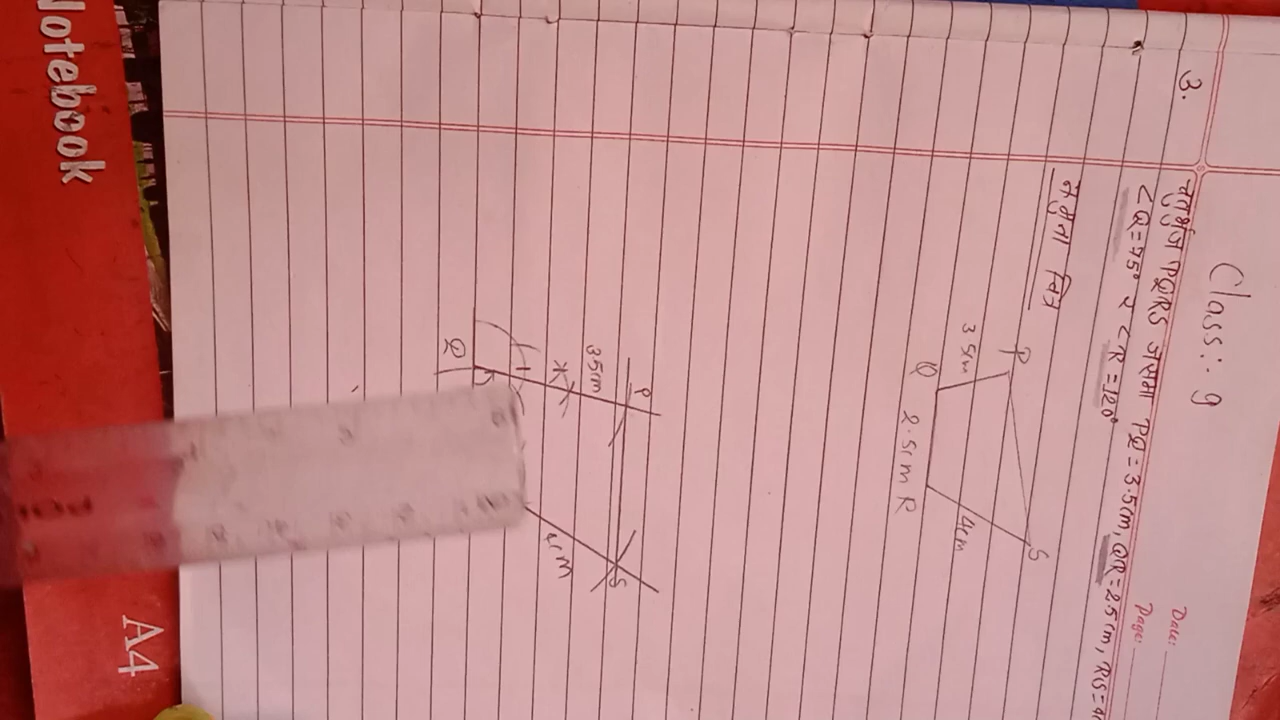 Class: 9
Date:
Page:
3. चतुर्भुज PQRS जसमा PQ = 3.5cm, QR = 2.5cm, RS = 4
<Q = 75° र <R = 120°
नमुना चित्र
P
S
3.5cm
4cm
Q
2.5cm R
P
S
3.5cm
4cm
Q
Notebook
A4